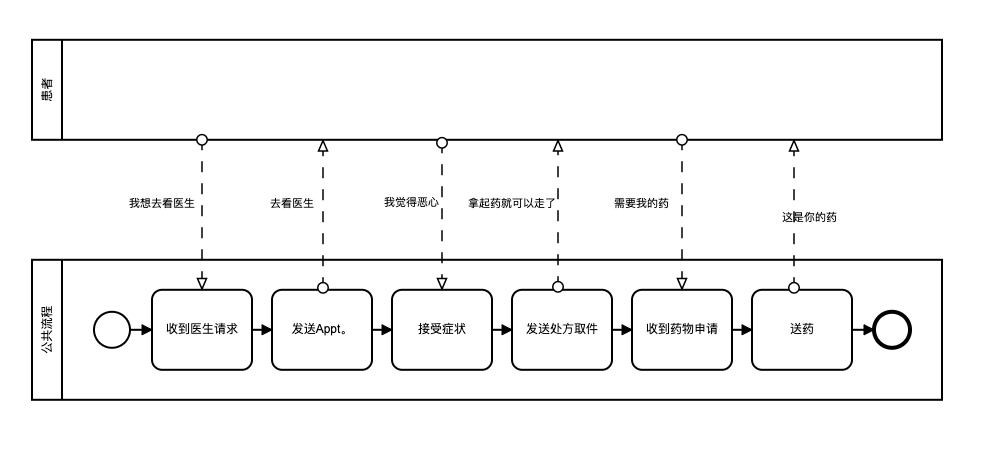 患者
我想去看医生
去看医生
我觉得恶心
拿起药就可以走了
需要我的药
这是你的药
公共流程
收到医生请求
发送Appt。
接受症状
发送处方取件
收到药物申请
送药